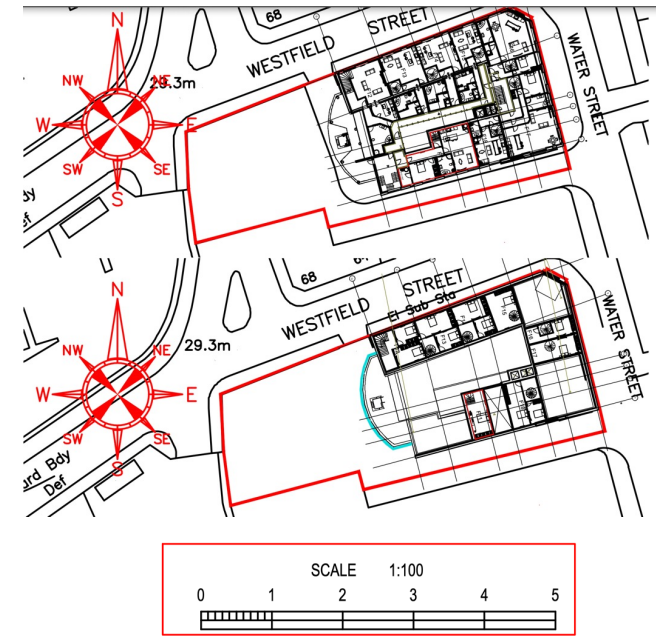 68
WESTFIELD STREET
WATER STREET
N
NW
NE
29.3m
W
E
SW
SE
S
Def
68
WESTFIELD STREET
El Sub Sta
WATER STREET
N
NW
NE
29.3m
W
E
SW
SE
S
Bdy
Def
SCALE 1:100
0 1 2 3 4 5